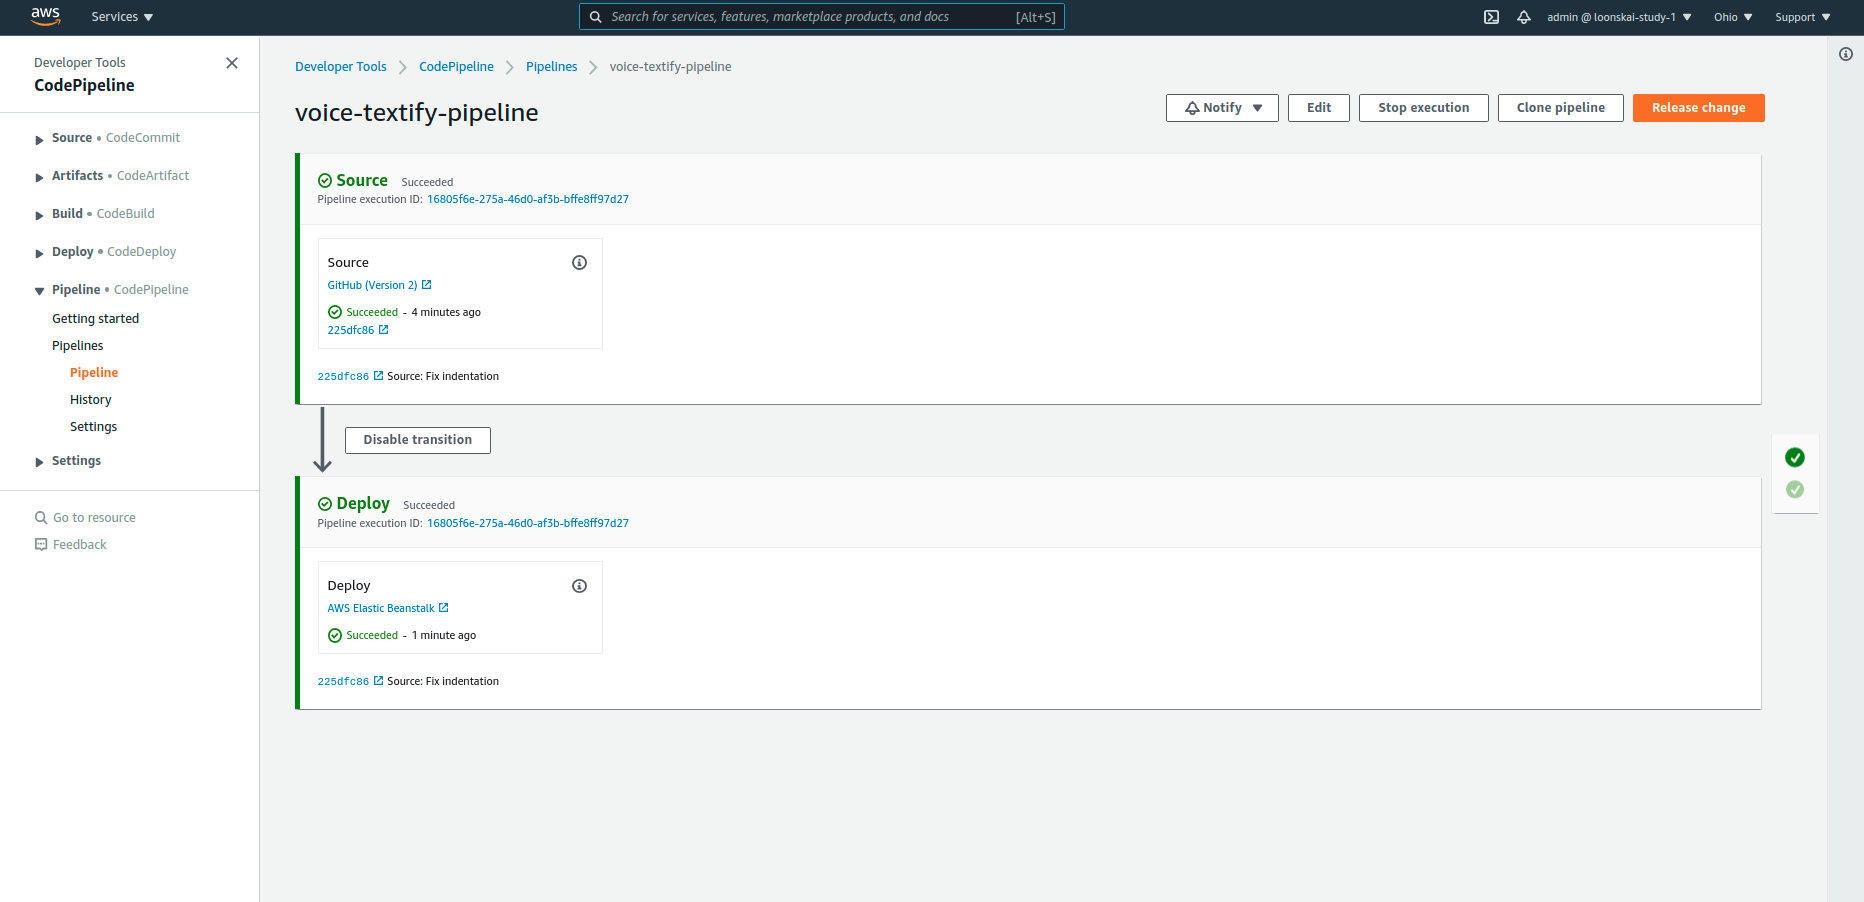 aws Services Search for services, features, marketplace products, and docs [Alt+S] admin @ loonskai-study-1 Ohio Support
Developer Tools
CodePipeline
Source • CodeCommit
Artifacts • CodeArtifact
Build • CodeBuild
Deploy • CodeDeploy
Pipeline • CodePipeline
Getting started
Pipelines
Pipeline
History
Settings
Settings
Go to resource
Feedback
Developer Tools CodePipeline Pipelines voice-textify-pipeline
voice-textify-pipeline
Notify Edit Stop execution Clone pipeline Release change
Source Succeeded
Pipeline execution ID: 16805f6e-275a-46d0-af3b-bffe8ff97d27
Source
GitHub (Version 2)
Succeeded - 4 minutes ago
225dfc86
225dfc86 Source: Fix indentation
Disable transition
Deploy Succeeded
Pipeline execution ID: 16805f6e-275a-46d0-af3b-bffe8ff97d27
Deploy
AWS Elastic Beanstalk
Succeeded - 1 minute ago
225dfc86 Source: Fix indentation